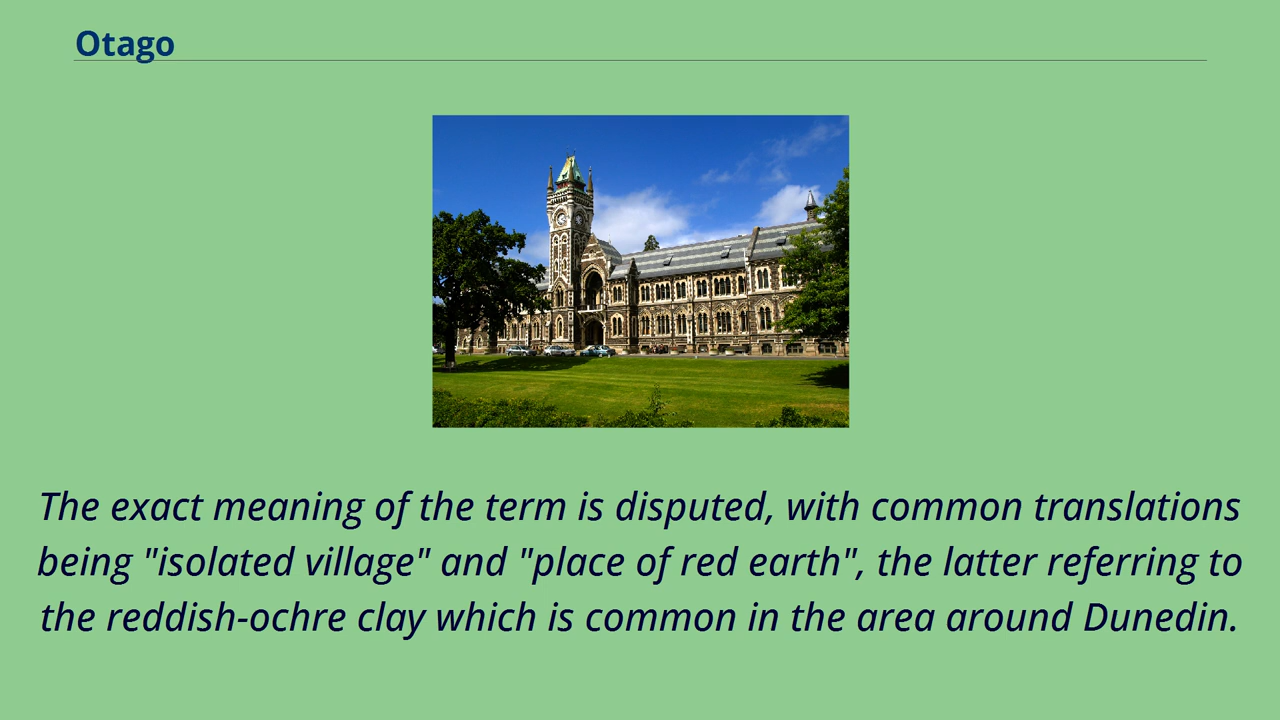 Otago
The exact meaning of the term is disputed, with common translations
being "isolated village" and "place of red earth", the latter referring to
the reddish-ochre clay which is common in the area around Dunedin.